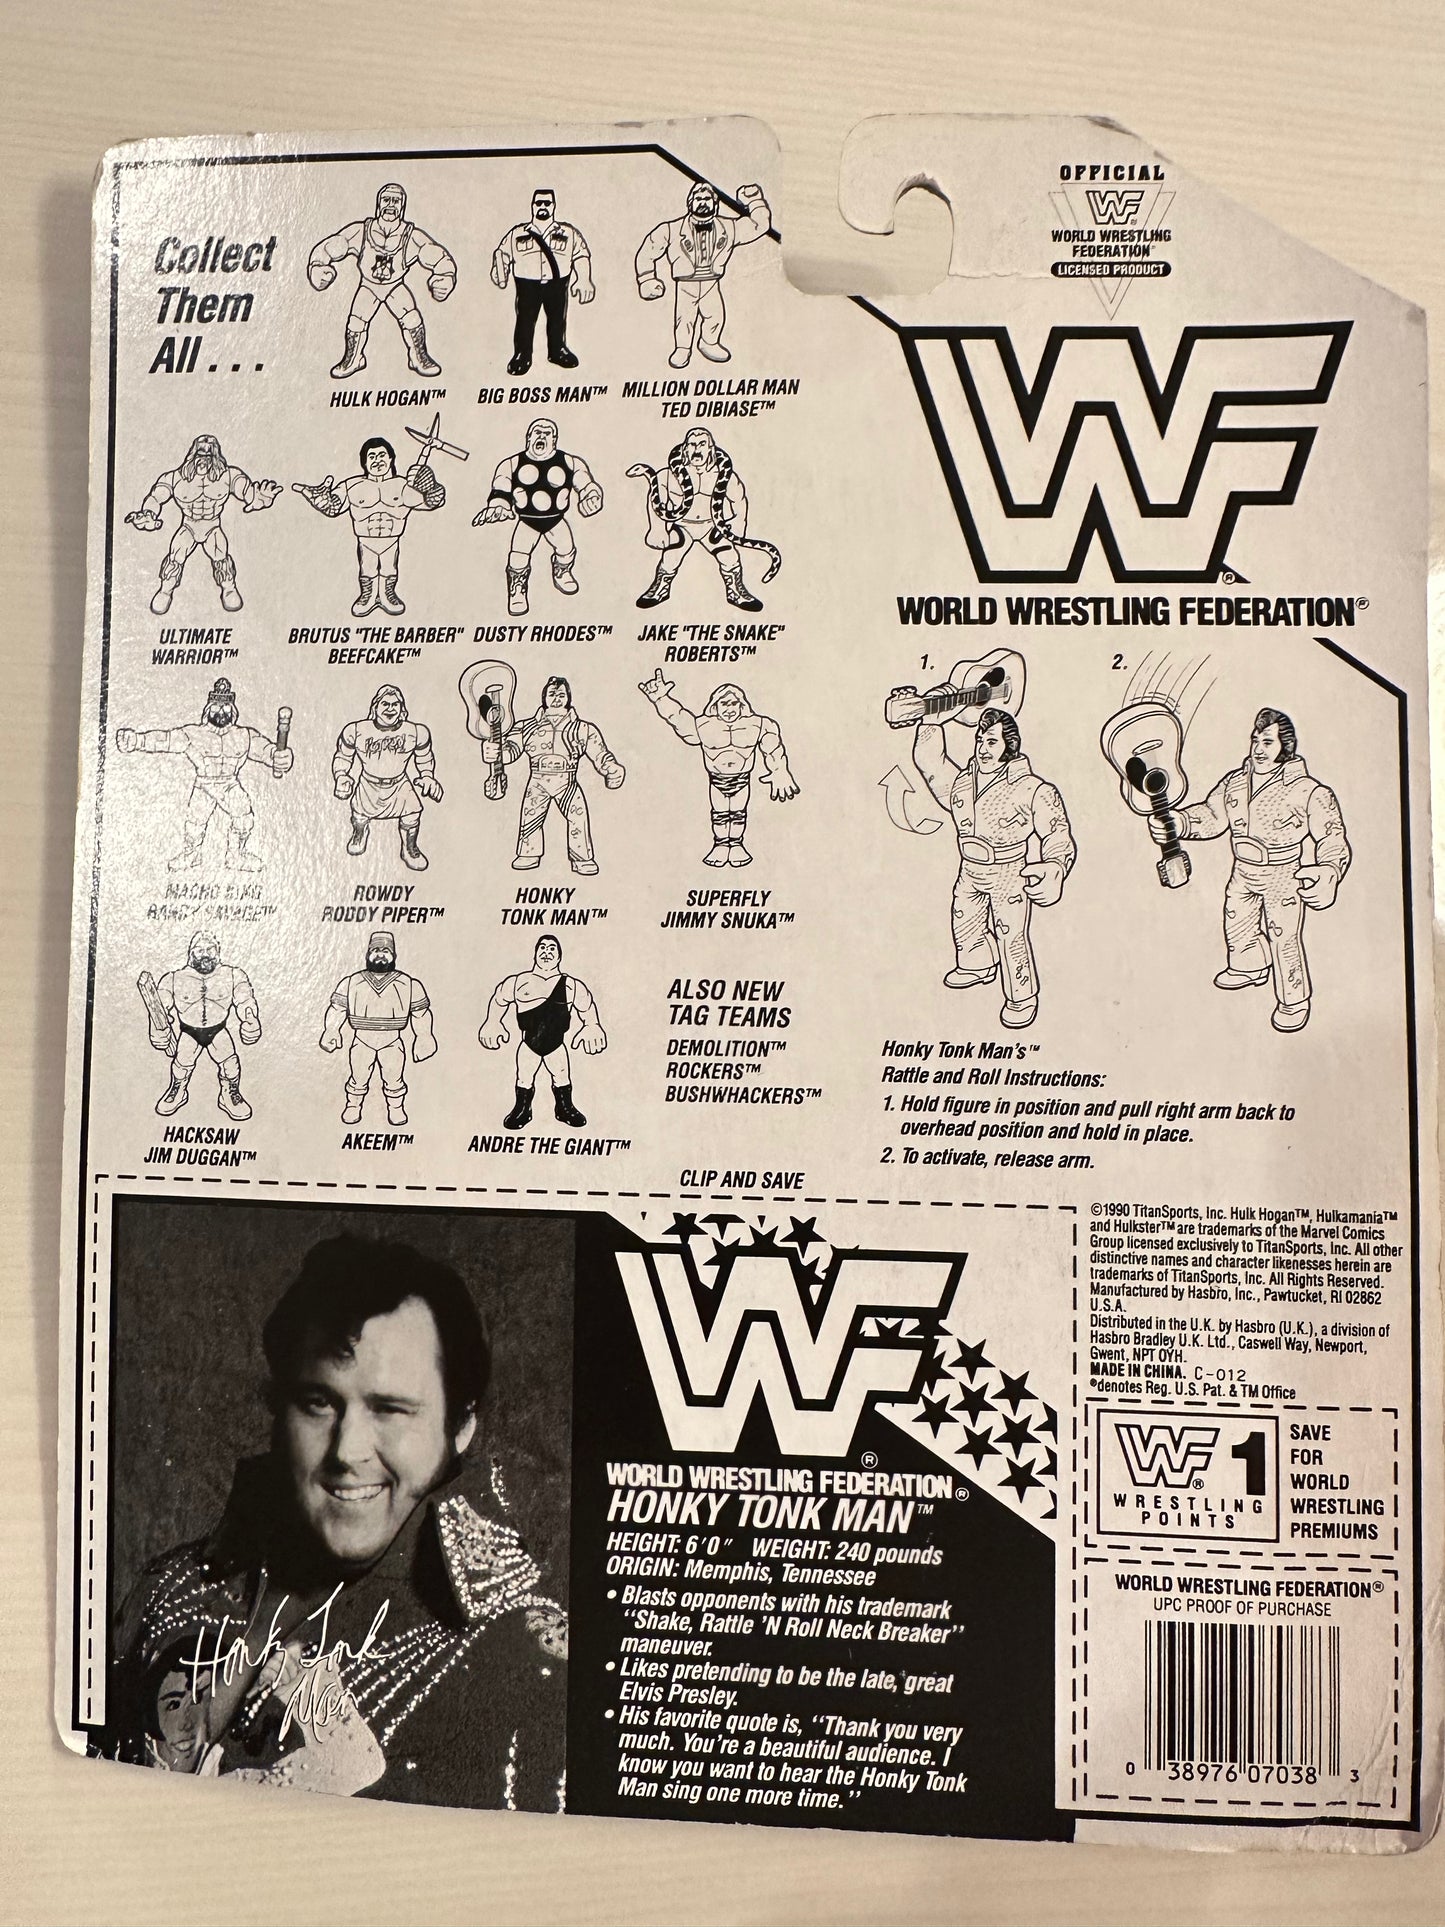 Collect
Them
All . . .
HULK HOGAN™
BIG BOSS MAN™
MILLION DOLLAR MAN
TED DIBIASE™
ULTIMATE
WARRIOR™
BRUTUS "THE BARBER"
BEEFCAKE™
DUSTY RHODES™
JAKE "THE SNAKE"
ROBERTS™
MACHO KING
RANDY SAVAGE™
ROWDY
RODDY PIPER™
HONKY
TONK MAN™
SUPERFLY
JIMMY SNUKA™
HACKSAW
JIM DUGGAN™
AKEEM™
ANDRE THE GIANT™
ALSO NEW
TAG TEAMS
DEMOLITION™
ROCKERS™
BUSHWHACKERS™
OFFICIAL
WF®
WORLD WRESTLING
FEDERATION®
LICENSED PRODUCT
WF®
WORLD WRESTLING FEDERATION®
1.
2.
Honky Tonk Man's™
Rattle and Roll Instructions:
1. Hold figure in position and pull right arm back to
overhead position and hold in place.
2. To activate, release arm.
CLIP AND SAVE
Honky Tonk
Man
WF®
WORLD WRESTLING FEDERATION®
HONKY TONK MAN™
HEIGHT: 6'0" WEIGHT: 240 pounds
ORIGIN: Memphis, Tennessee
• Blasts opponents with his trademark
"Shake, Rattle 'N Roll Neck Breaker"
maneuver.
• Likes pretending to be the late, great
Elvis Presley.
• His favorite quote is, "Thank you very
much. You're a beautiful audience. I
know you want to hear the Honky Tonk
Man sing one more time."
©1990 TitanSports, Inc. Hulk Hogan™, Hulkamania™
and Hulkster™ are trademarks of the Marvel Comics
Group licensed exclusively to TitanSports, Inc. All other
distinctive names and character likenesses herein are
trademarks of TitanSports, Inc. All Rights Reserved.
Manufactured by Hasbro, Inc., Pawtucket, RI 02862
U.S.A.
Distributed in the U.K. by Hasbro (U.K.), a division of
Hasbro Bradley U.K. Ltd., Caswell Way, Newport,
Gwent, NPT OYH.
MADE IN CHINA. C-012
®denotes Reg. U.S. Pat. & TM Office
WF® 1
WRESTLING
POINTS
SAVE
FOR
WORLD
WRESTLING
PREMIUMS
WORLD WRESTLING FEDERATION®
UPC PROOF OF PURCHASE
0 38976 07038 3